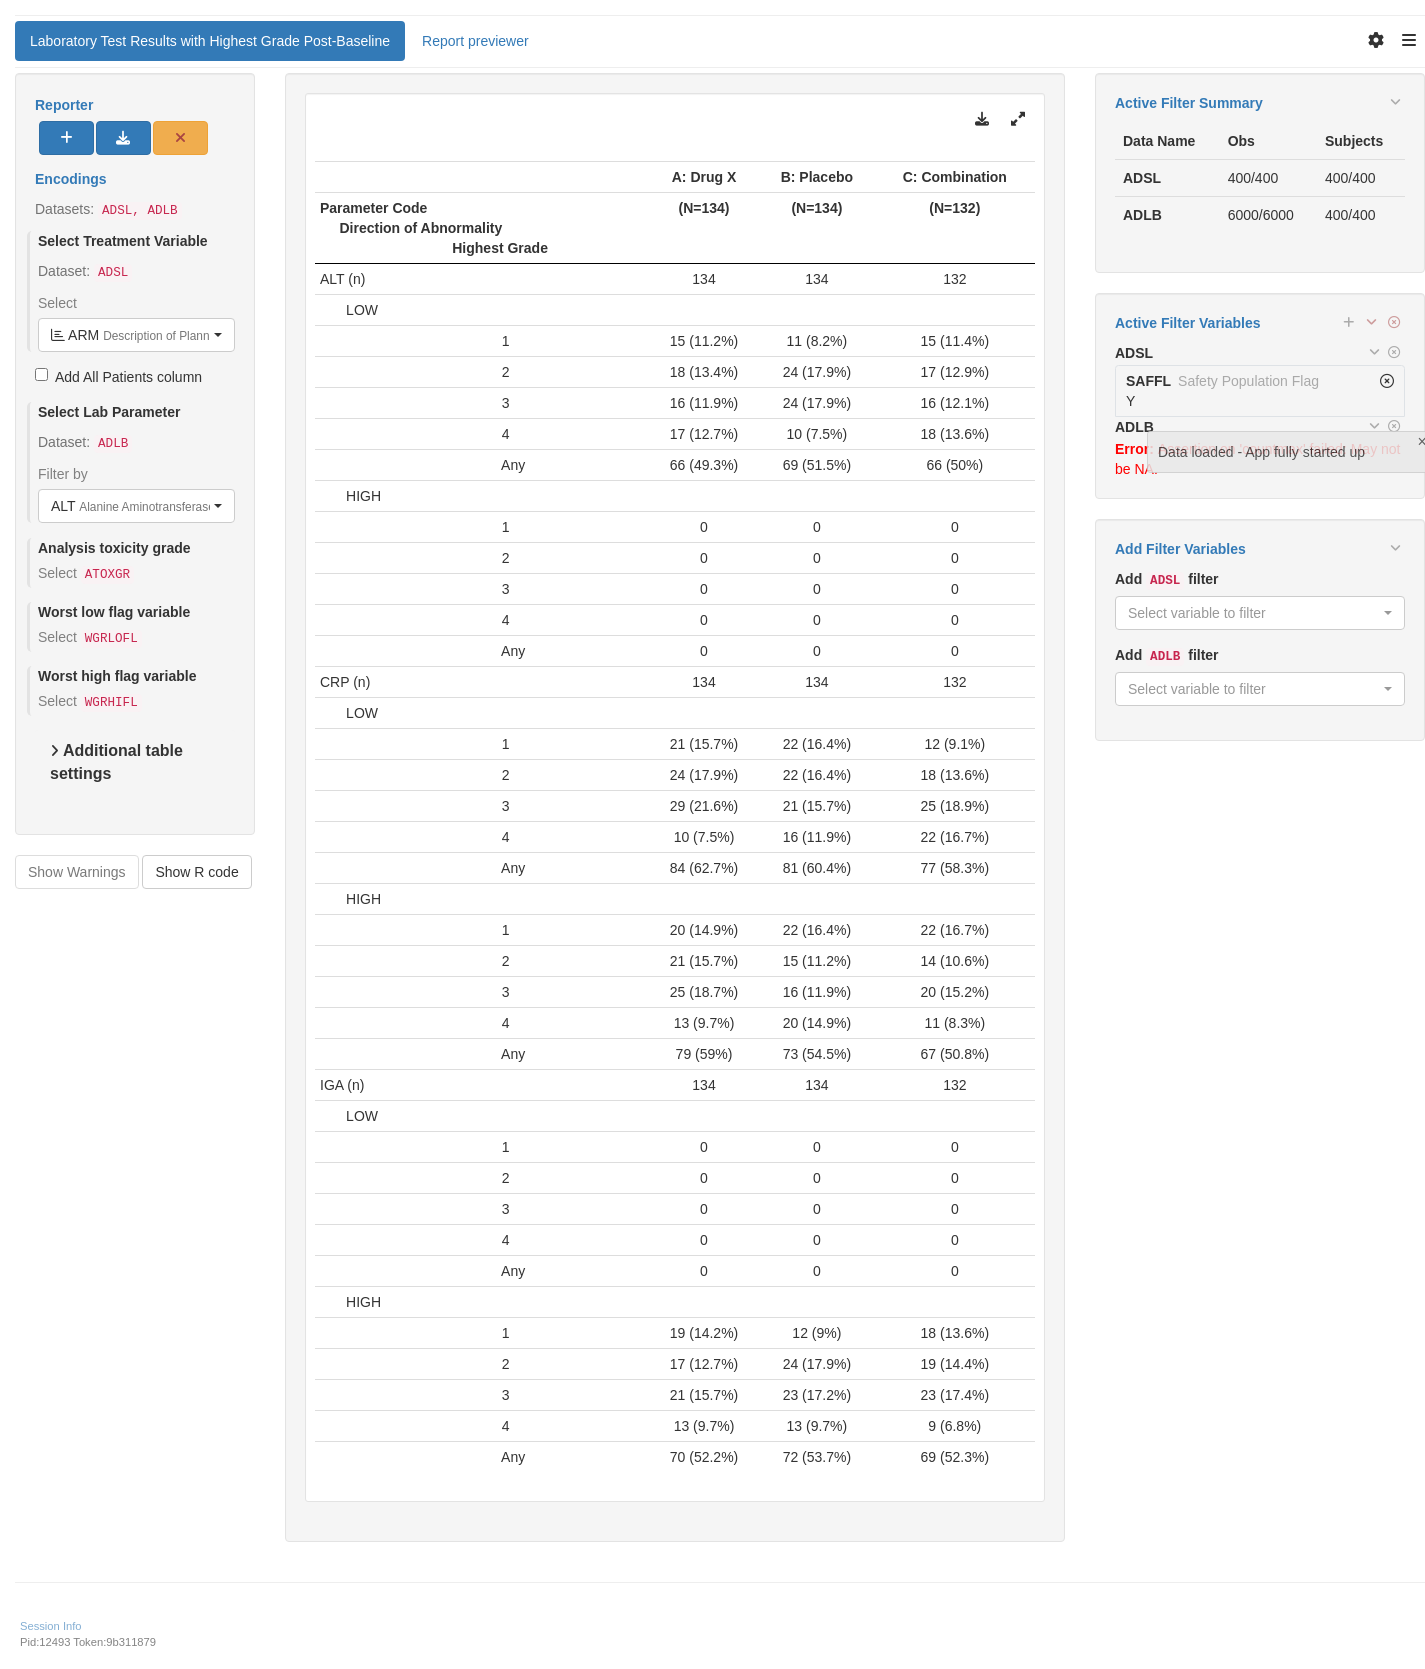 Laboratory Test Results with Highest Grade Post-Baseline
Report previewer
Reporter
Encodings
Datasets: ADSL, ADLB
Select Treatment Variable
Dataset: ADSL
Select
ARM Description of Plann
Add All Patients column
Select Lab Parameter
Dataset: ADLB
Filter by
ALT Alanine Aminotransferase
Analysis toxicity grade
Select ATOXGR
Worst low flag variable
Select WGRLOFL
Worst high flag variable
Select WGRHIFL
Additional table
settings
Show Warnings
Show R code
A: Drug X B: Placebo C: Combination
Parameter Code (N=134) (N=134) (N=132)
Direction of Abnormality
Highest Grade
ALT (n) 134 134 132
LOW
1 15 (11.2%) 11 (8.2%) 15 (11.4%)
2 18 (13.4%) 24 (17.9%) 17 (12.9%)
3 16 (11.9%) 24 (17.9%) 16 (12.1%)
4 17 (12.7%) 10 (7.5%) 18 (13.6%)
Any 66 (49.3%) 69 (51.5%) 66 (50%)
HIGH
1 0 0 0
2 0 0 0
3 0 0 0
4 0 0 0
Any 0 0 0
CRP (n) 134 134 132
LOW
1 21 (15.7%) 22 (16.4%) 12 (9.1%)
2 24 (17.9%) 22 (16.4%) 18 (13.6%)
3 29 (21.6%) 21 (15.7%) 25 (18.9%)
4 10 (7.5%) 16 (11.9%) 22 (16.7%)
Any 84 (62.7%) 81 (60.4%) 77 (58.3%)
HIGH
1 20 (14.9%) 22 (16.4%) 22 (16.7%)
2 21 (15.7%) 15 (11.2%) 14 (10.6%)
3 25 (18.7%) 16 (11.9%) 20 (15.2%)
4 13 (9.7%) 20 (14.9%) 11 (8.3%)
Any 79 (59%) 73 (54.5%) 67 (50.8%)
IGA (n) 134 134 132
LOW
1 0 0 0
2 0 0 0
3 0 0 0
4 0 0 0
Any 0 0 0
HIGH
1 19 (14.2%) 12 (9%) 18 (13.6%)
2 17 (12.7%) 24 (17.9%) 19 (14.4%)
3 21 (15.7%) 23 (17.2%) 23 (17.4%)
4 13 (9.7%) 13 (9.7%) 9 (6.8%)
Any 70 (52.2%) 72 (53.7%) 69 (52.3%)
Active Filter Summary
Data Name Obs Subjects
ADSL 400/400 400/400
ADLB 6000/6000 400/400
Active Filter Variables
ADSL
SAFFL Safety Population Flag
Y
ADLB
Error: failed: May not
be NA.
Data loaded - App fully started up
Add Filter Variables
Add ADSL filter
Select variable to filter
Add ADLB filter
Select variable to filter
Session Info
Pid:12493 Token:9b311879